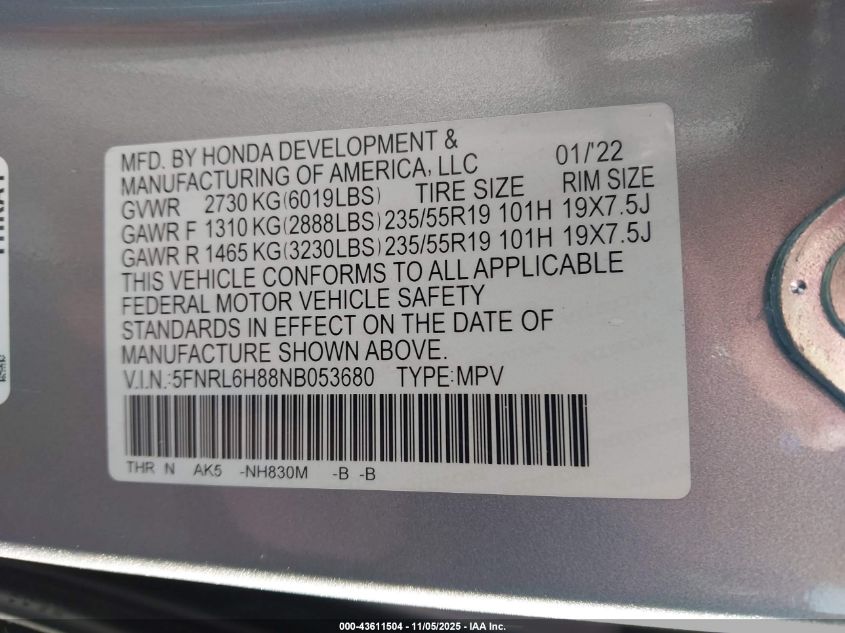 MFD. BY HONDA DEVELOPMENT &
MANUFACTURING OF AMERICA, LLC 01/'22
GVWR 2730 KG(6019LBS) TIRE SIZE RIM SIZE
GAWR F 1310 KG(2888LBS) 235/55R19 101H 19X7.5J
GAWR R 1465 KG(3230LBS) 235/55R19 101H 19X7.5J
THIS VEHICLE CONFORMS TO ALL APPLICABLE
FEDERAL MOTOR VEHICLE SAFETY
STANDARDS IN EFFECT ON THE DATE OF
MANUFACTURE SHOWN ABOVE.
V.I.N.:5FNRL6H88NB053680 TYPE:MPV
THR N AK5 -NH830M -B -B
000-43611504 - 11/05/2025 - IAA Inc.